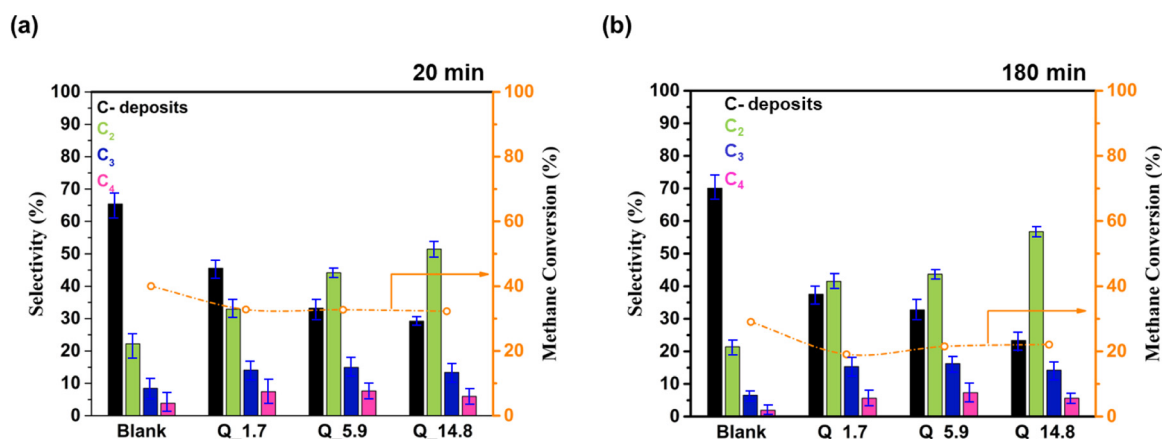 (a)
20 min
C- deposits
C2
C3
C4
Selectivity (%)
100
90
80
70
60
50
40
30
20
10
0
Blank
Q_1.7
Q_5.9
Q_14.8
100
80
60
40
20
0
Methane Conversion (%)
(b)
180 min
C- deposits
C2
C3
C4
Selectivity (%)
100
90
80
70
60
50
40
30
20
10
0
Blank
Q_1.7
Q_5.9
Q_14.8
100
80
60
40
20
0
Methane Conversion (%)